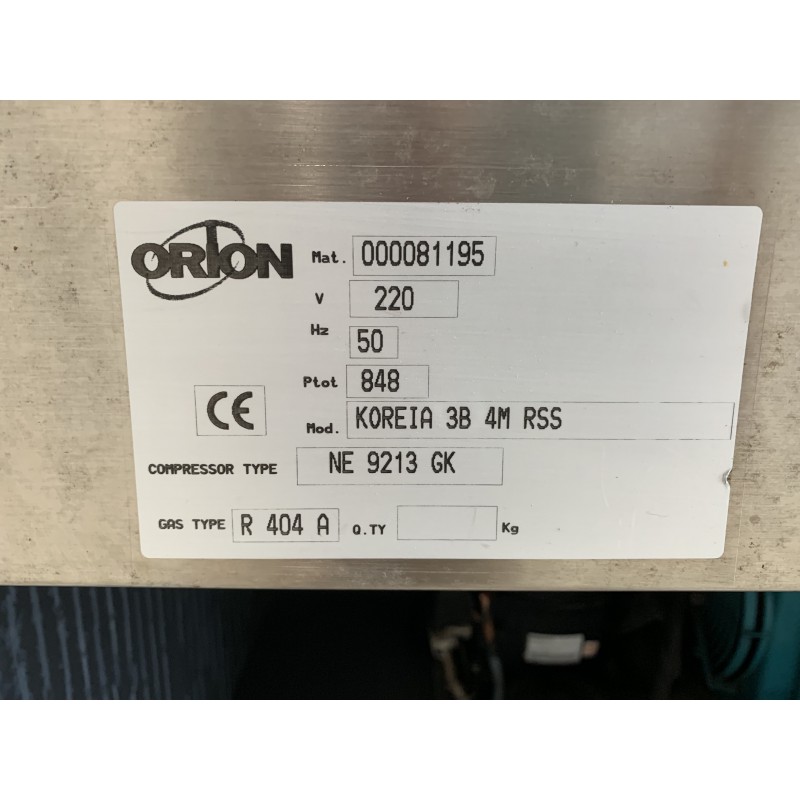 ORION
Mat. 000081195
V 220
Hz 50
Ptot 848
CE
Mod. KOREIA 3B 4M RSS
COMPRESSOR TYPE NE 9213 GK
GAS TYPE R 404 A Q.TY Kg